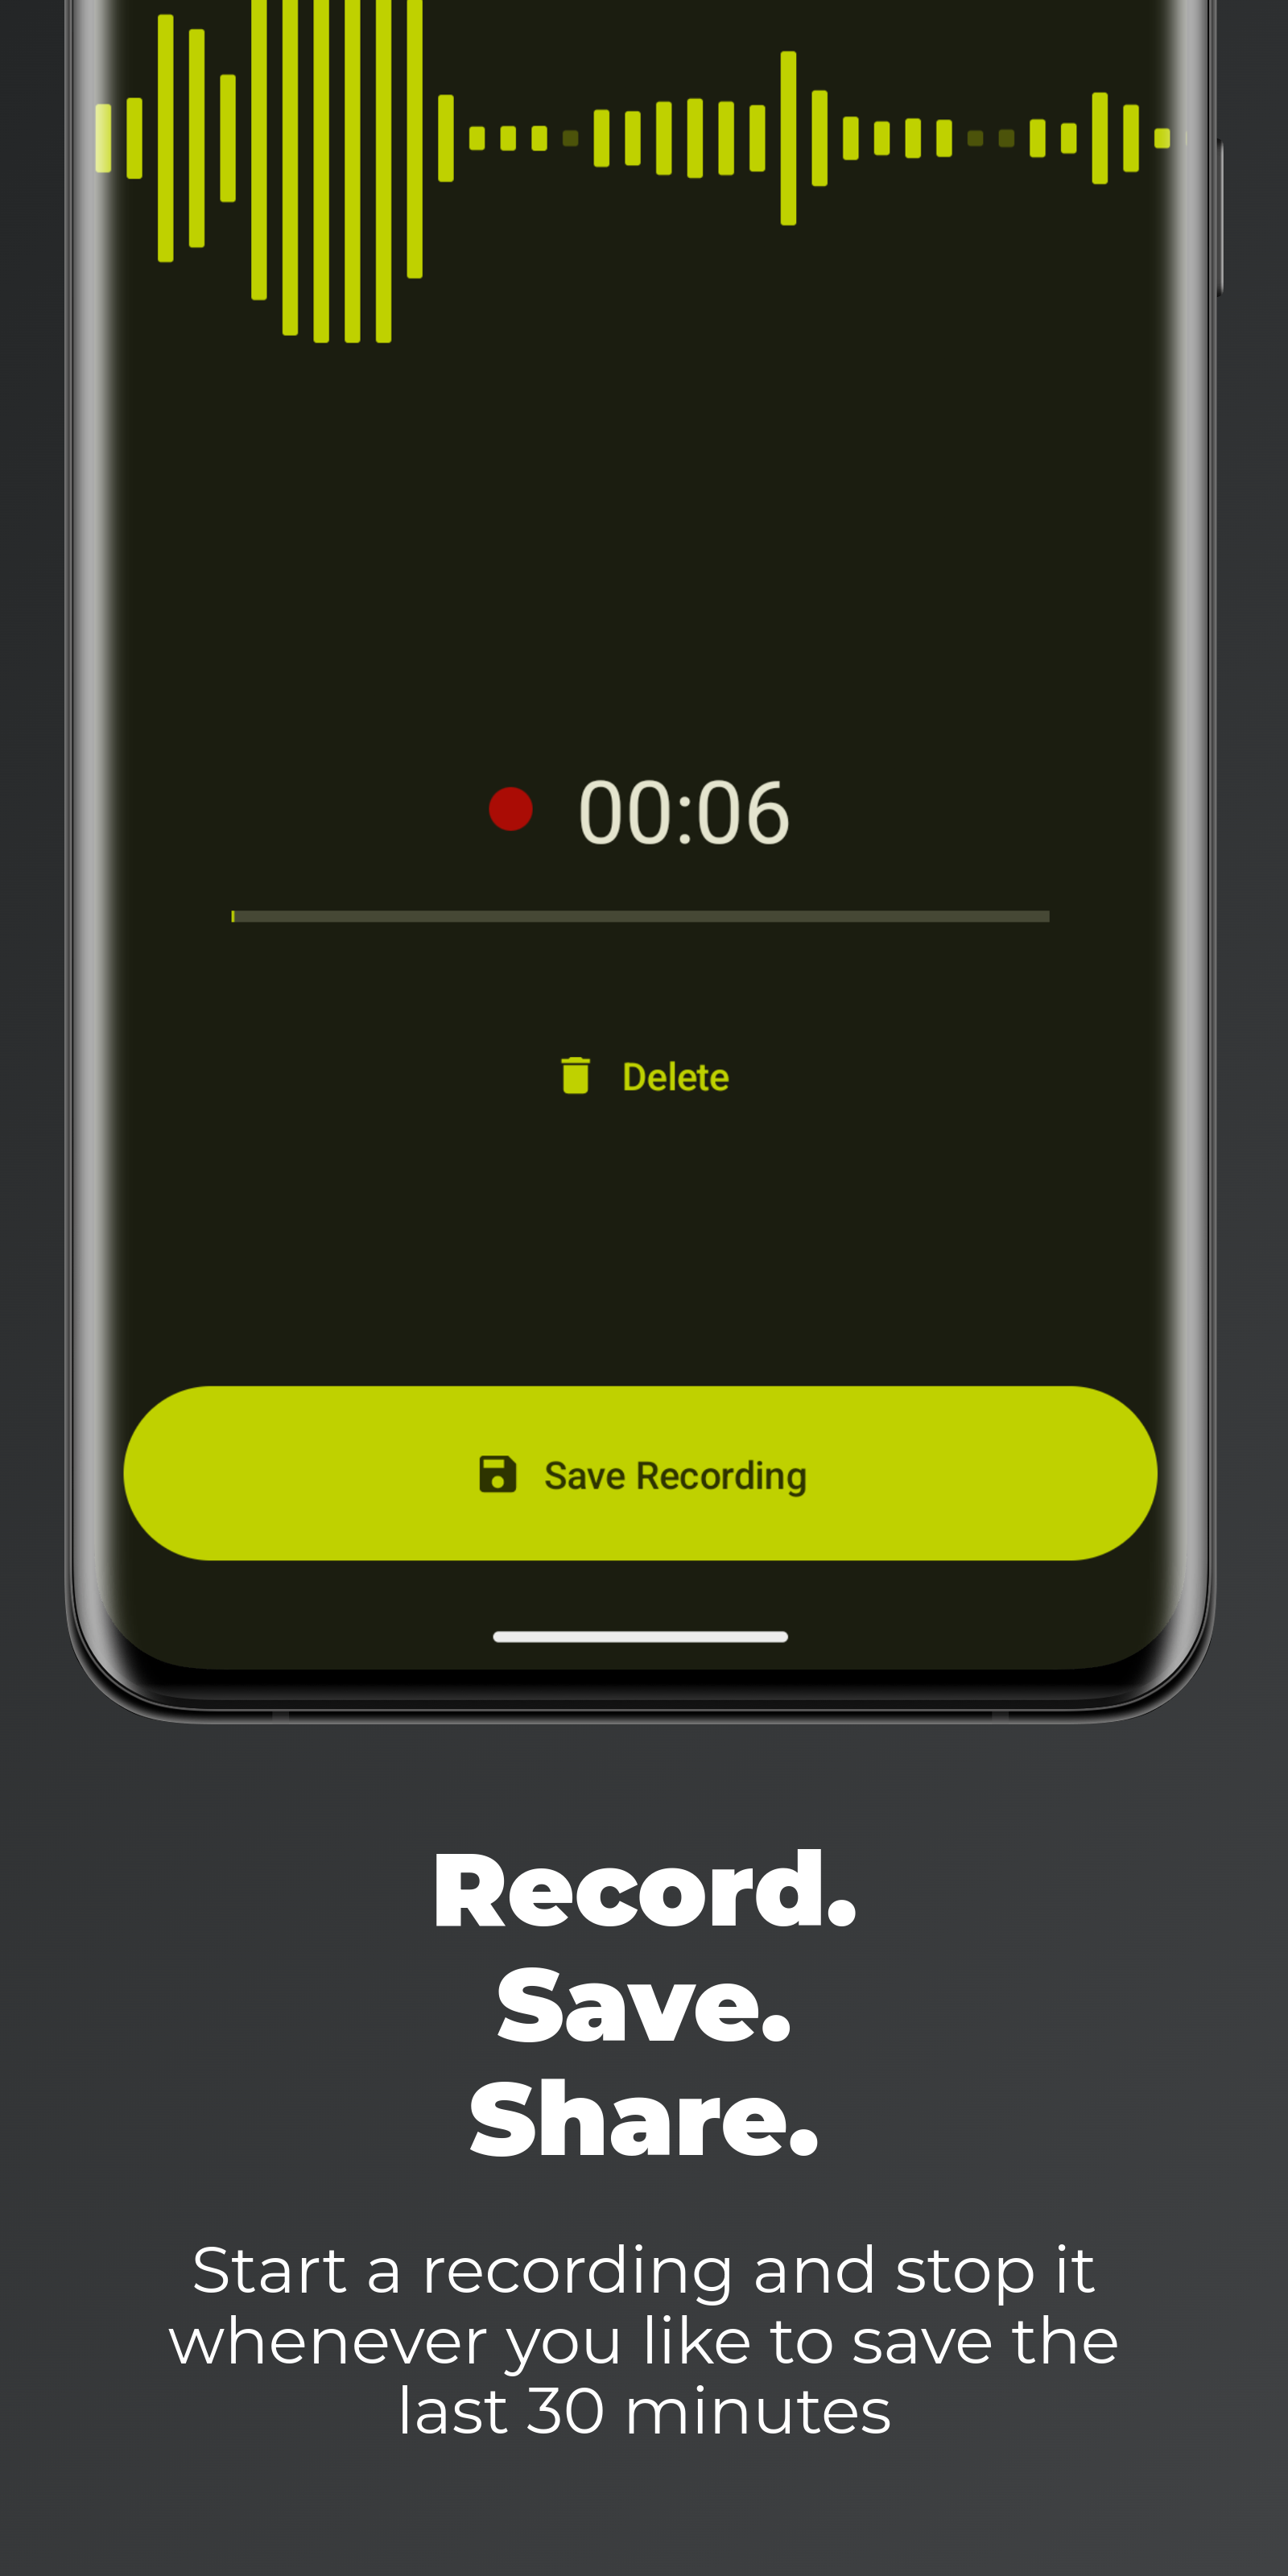 00:06
Delete
Save Recording
Record.
Save.
Share.
Start a recording and stop it
whenever you like to save the
last 30 minutes